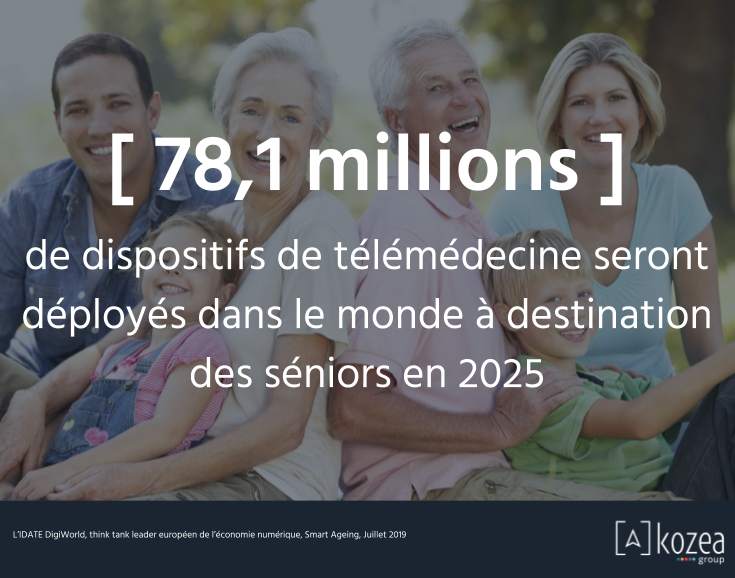 [ 78,1 millions ]
de dispositifs de télémédecine seront
déployés dans le monde à destination
des séniors en 2025
L'IDATE DigiWorld, think tank leader européen de l'économie numérique, Smart Ageing, Juillet 2019
[A]kozea
group